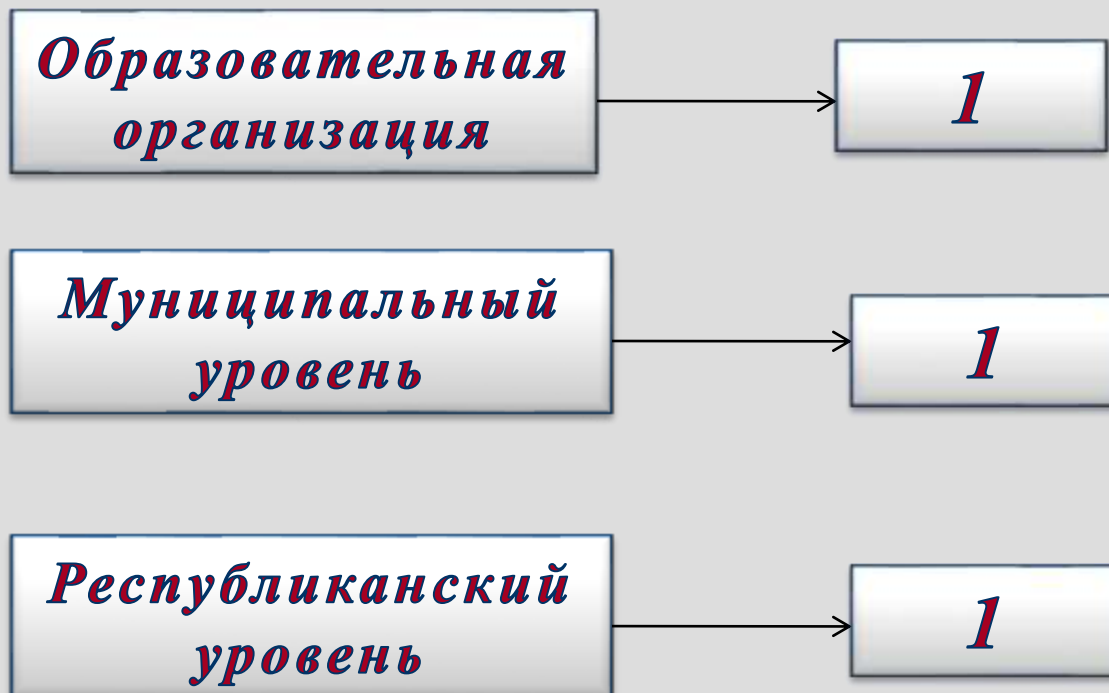 Образовательная
организация
1
Муниципальный
уровень
1
Республиканский
уровень
1